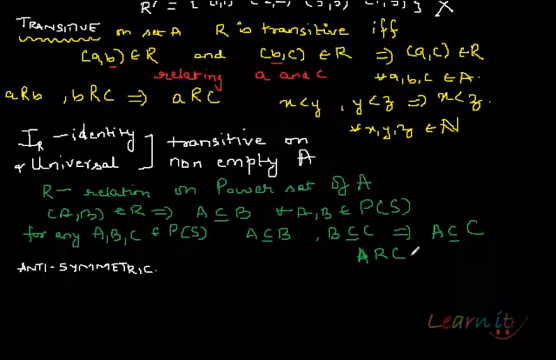 TRANSITIVE on set A R is transitive iff
(a,b) ∈ R and (b,c) ∈ R ⇒ (a,c) ∈ R
relating a and c ∀a,b,c ∈ A.
aRb, bRC ⇒ aRC x<y, y<z ⇒ x<z
∀x,y,z ∈ ℕ
I_R - identity
& Universal ] transitive on non empty A
R - relation on Power set of A
(A,B) ∈ R ⇒ A⊆B ∀A,B ∈ P(S)
for any A,B,C ∈ P(S) A⊆B, B⊆C ⇒ A⊆C
ARC
ANTI-SYMMETRIC.
Learnit